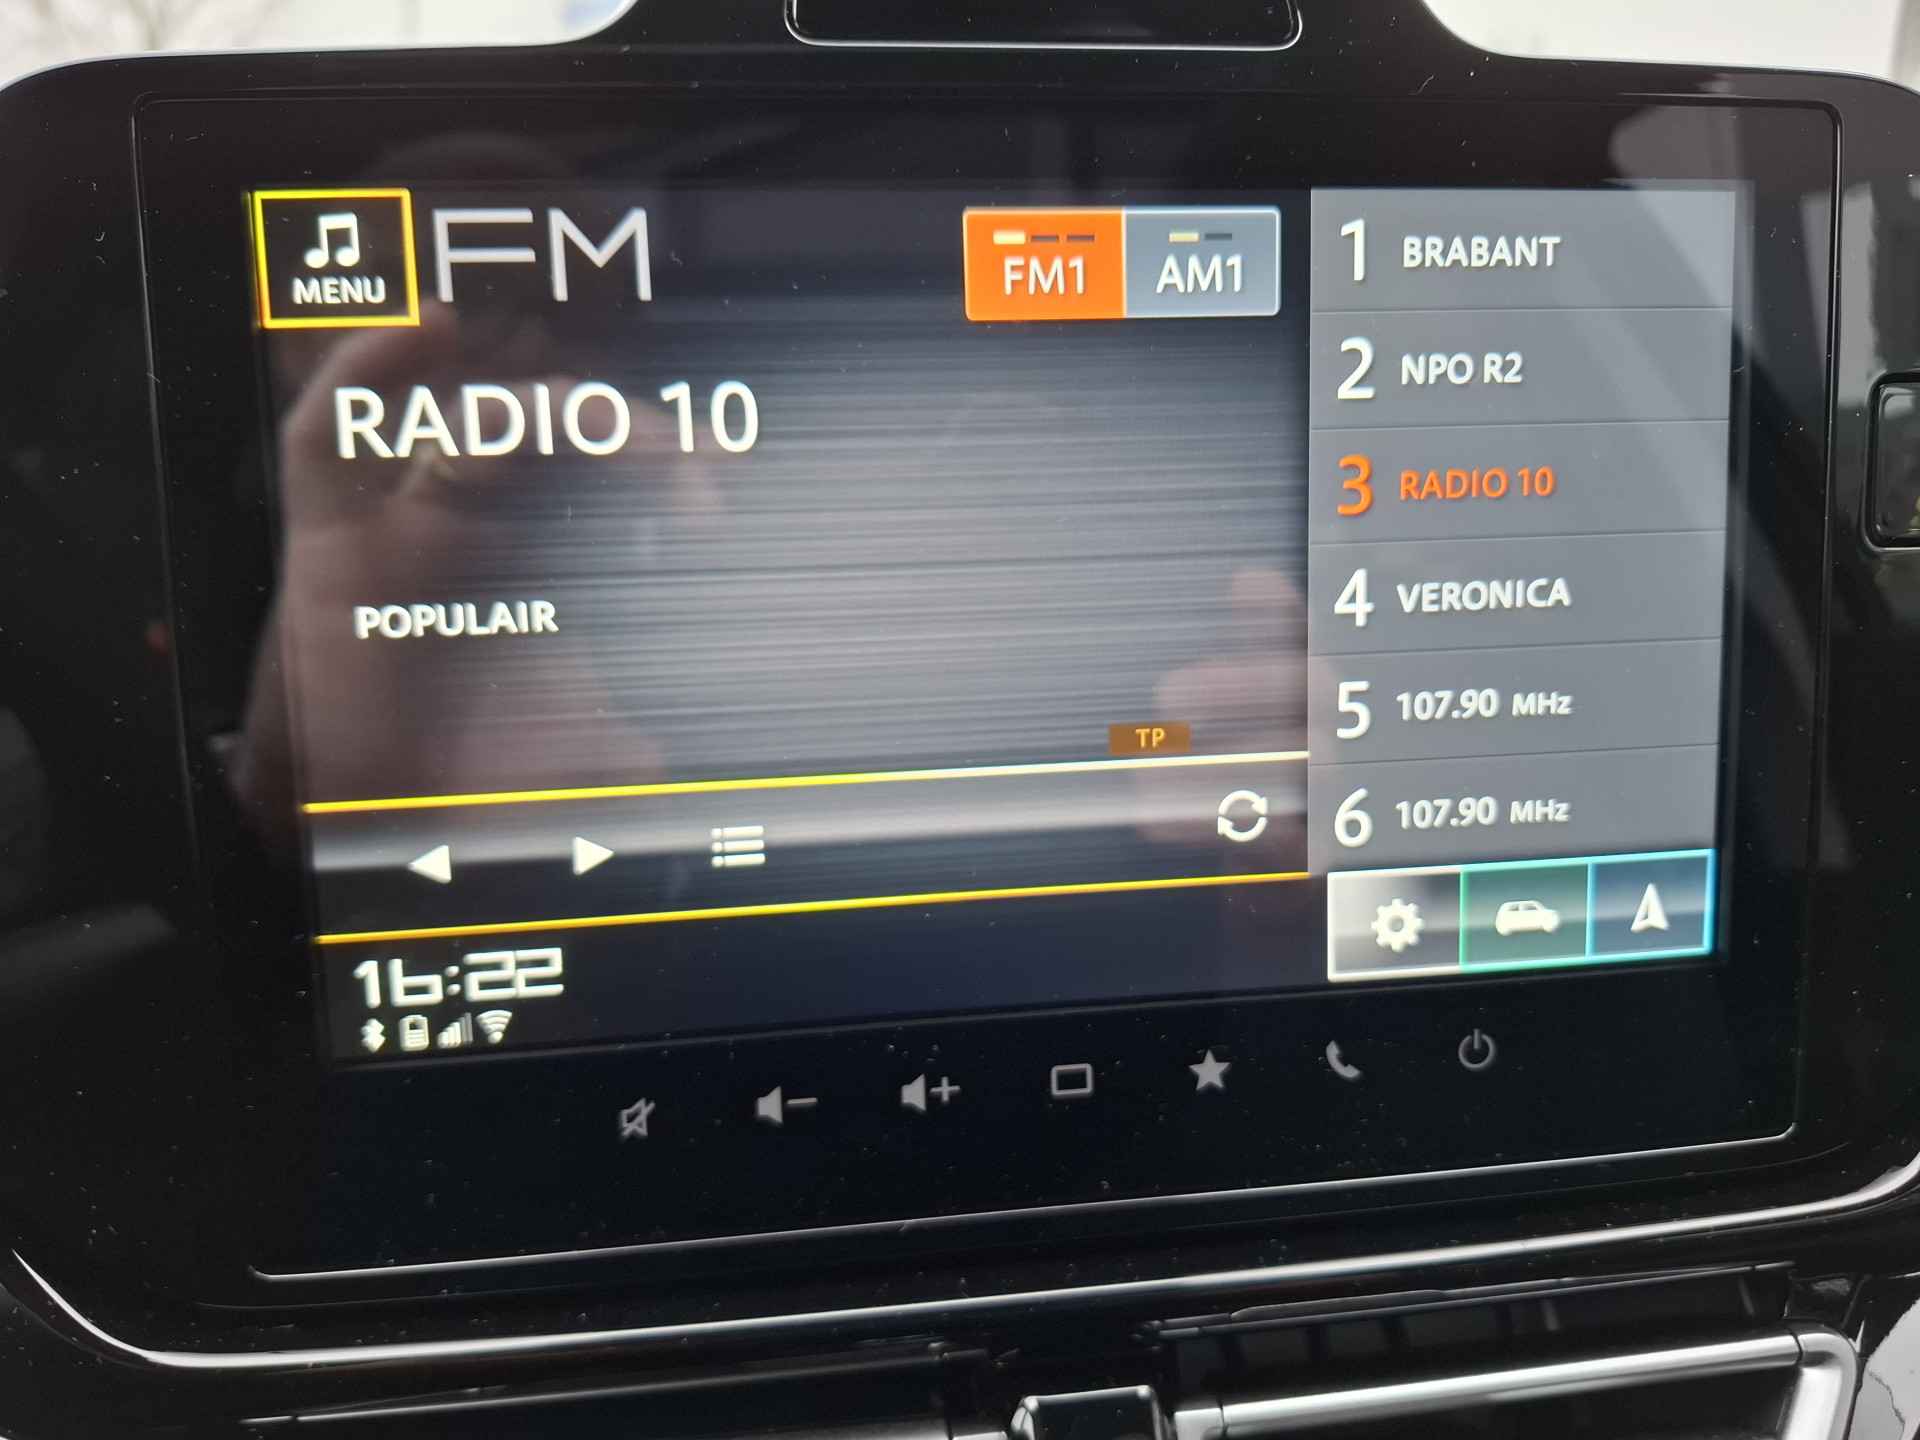 MENU
FM
FM1
AM1
RADIO 10
POPULAIR
TP
16:22
1 BRABANT
2 NPO R2
3 RADIO 10
4 VERONICA
5 107.90 MHz
6 107.90 MHz